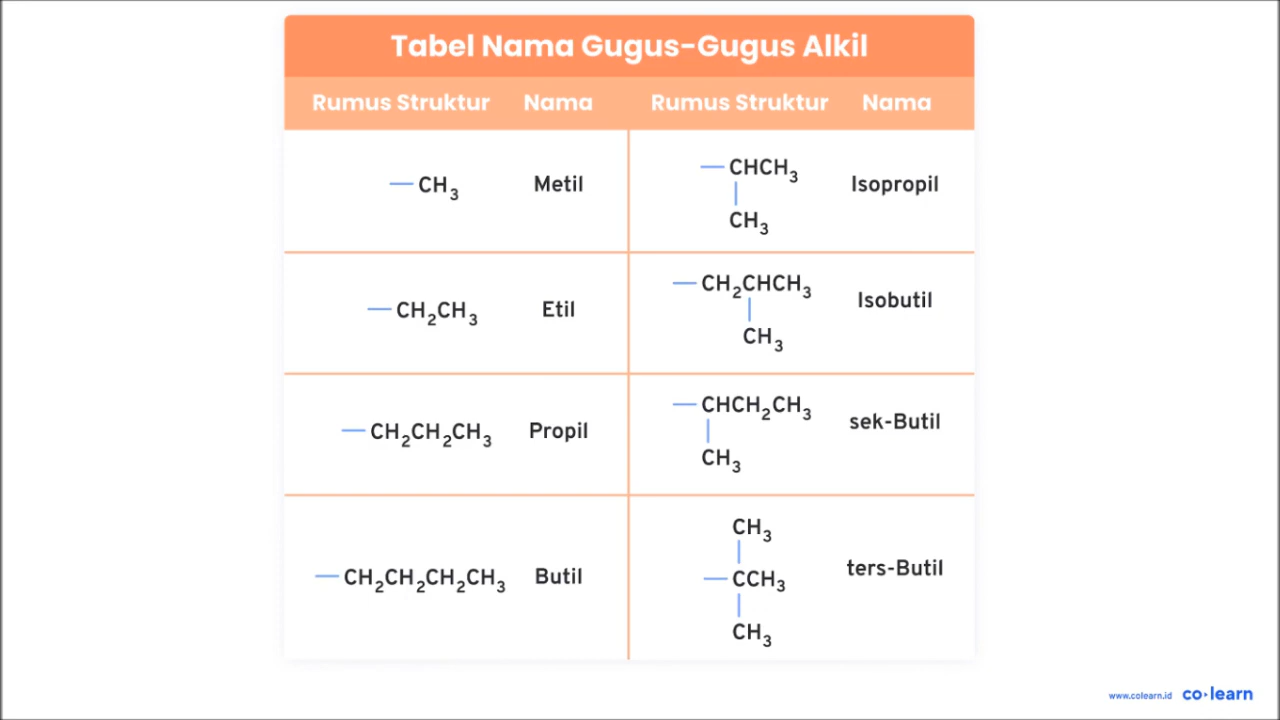 Tabel Nama Gugus-Gugus Alkil
Rumus Struktur Nama Rumus Struktur Nama
—CH₃ Metil
—CHCH₃
CH₃
Isopropil
—CH₂CH₃ Etil
—CH₂CHCH₃
CH₃
Isobutil
—CH₂CH₂CH₃ Propil
—CHCH₂CH₃
CH₃
sek-Butil
—CH₂CH₂CH₂CH₃ Butil
CH₃
—CCH₃
CH₃
ters-Butil
www.colearn.id co·learn